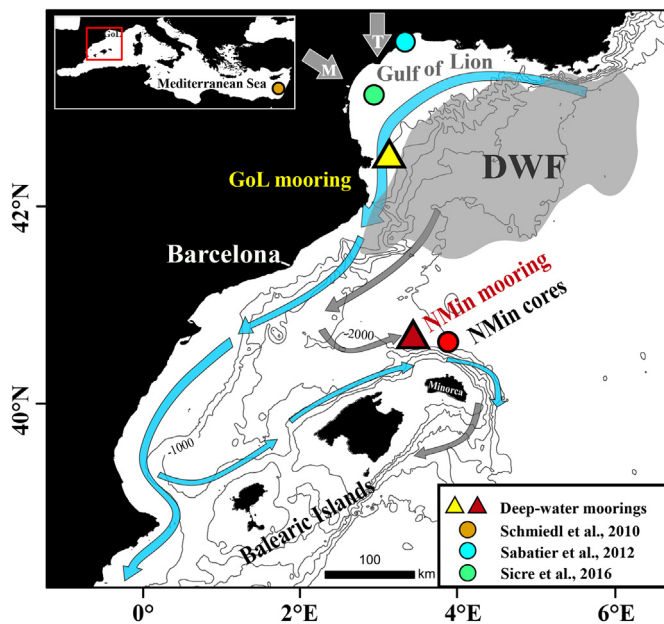 GoL
Mediterranean Sea
M
T
Gulf of Lion
GoL mooring
DWF
42°N
Barcelona
NMin mooring
NMin cores
-2000
Minorca
40°N
-1000
Balearic Islands
Deep-water moorings
Schmiedl et al., 2010
Sabatier et al., 2012
Sicre et al., 2016
100
km
0°
2°E
4°E
6°E